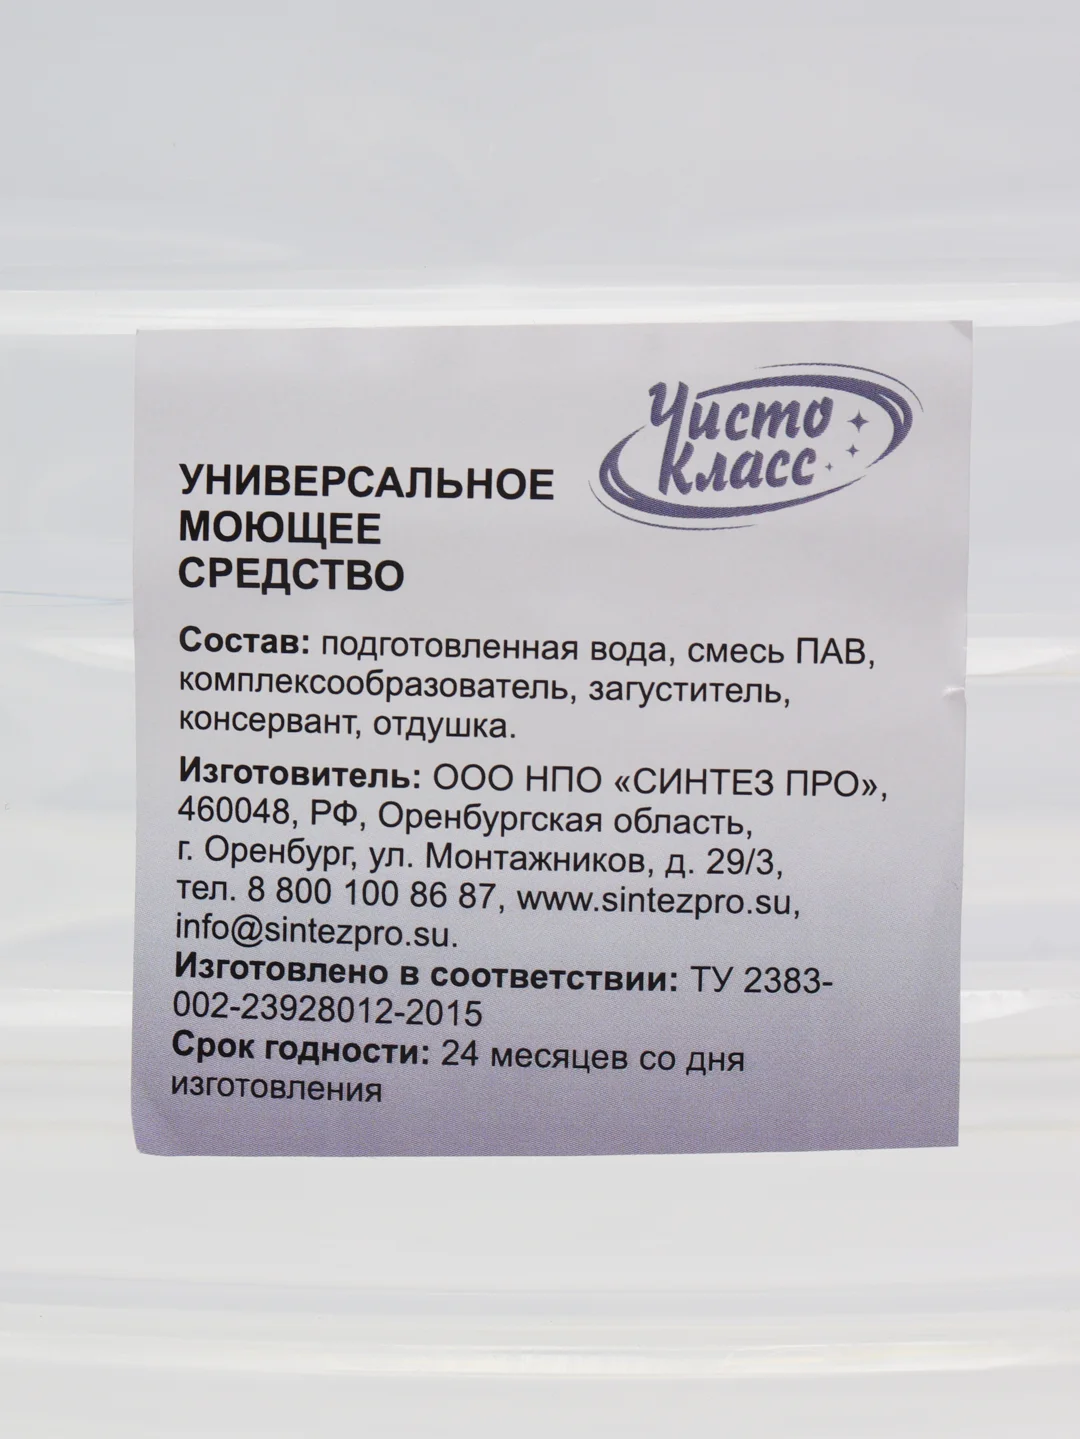 Чисто
Класс
УНИВЕРСАЛЬНОЕ
МОЮЩЕЕ
СРЕДСТВО
Состав: подготовленная вода, смесь ПАВ,
комплексообразователь, загуститель,
консервант, отдушка.
Изготовитель: ООО НПО «СИНТЕЗ ПРО»,
460048, РФ, Оренбургская область,
г. Оренбург, ул. Монтажников, д. 29/3,
тел. 8 800 100 86 87, www.sintezpro.su,
info@sintezpro.su.
Изготовлено в соответствии: ТУ 2383-
002-23928012-2015
Срок годности: 24 месяцев со дня
изготовления